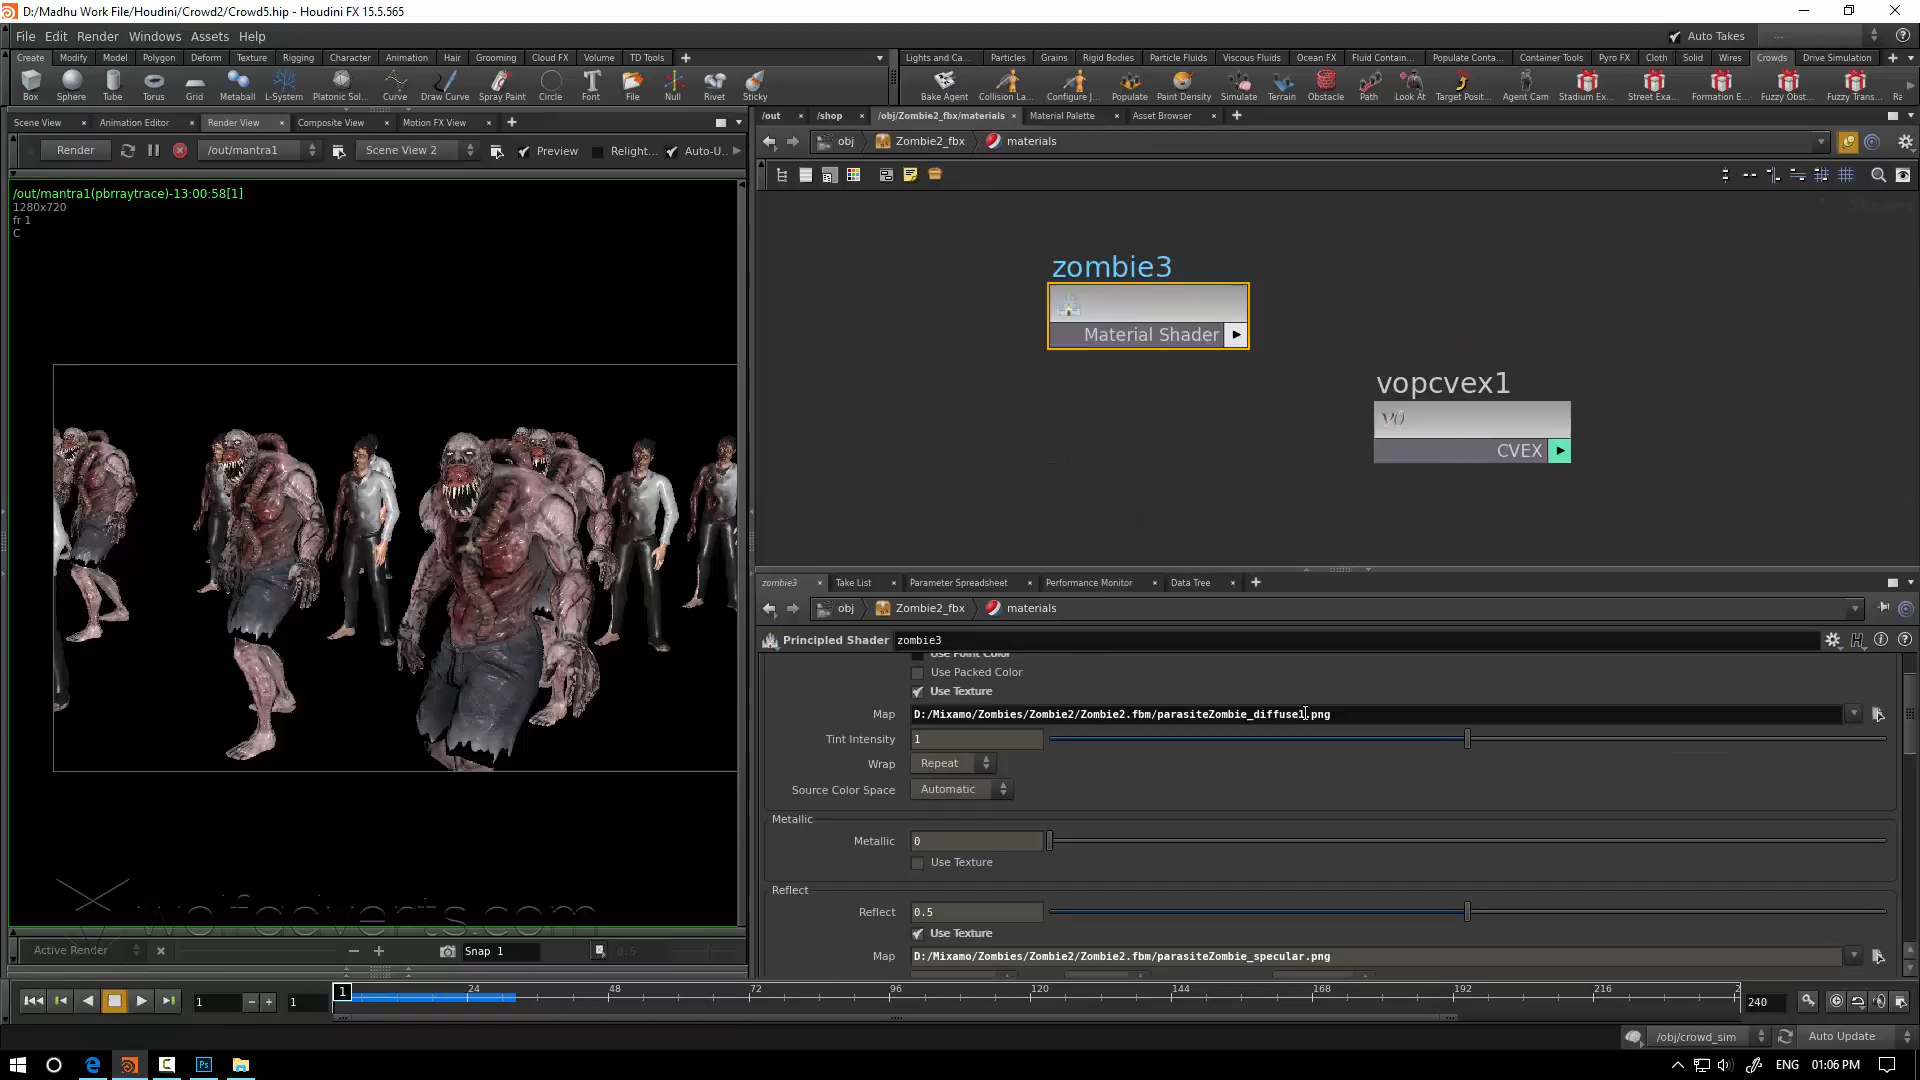 D:/Madhu Work File/Houdini/Crowd2/Crowd5.hip - Houdini FX 15.5.565
File Edit Render Windows Assets Help
Auto Takes ...
Create Modify Model Polygon Deform Texture Rigging Character Animation Hair Grooming Cloud FX Volume TD Tools
Lights and Ca... Particles Grains Rigid Bodies Particle Fluids Viscous Fluids Ocean FX Fluid Contain... Populate Conta... Container Tools Pyro FX Cloth Solid Wires Crowds Drive Simulation
Box Sphere Tube Torus Grid Metaball L-System Platonic Sol... Curve Draw Curve Spray Paint Circle Font File Null Rivet Sticky
Bake Agent Collision La... Configure J... Populate Paint Density Simulate Terrain Obstacle Path Look At Target Posit... Agent Cam Stadium Ex... Street Exa... Formation E... Fuzzy Obst... Fuzzy Trans... Ra
Scene View Animation Editor Render View Composite View Motion FX View
/out /shop /obj/Zombie2_fbx/materials Material Palette Asset Browser
Render /out/mantra1 Scene View 2 Preview Relight... Auto-U...
obj Zombie2_fbx materials
/out/mantra1(pbrraytrace)-13:00:58[1]
1280x720
fr 1
C
zombie3
Material Shader
vopcvex1
CVEX
zombie3 Take List Parameter Spreadsheet Performance Monitor Data Tree
obj Zombie2_fbx materials
Principled Shader zombie3
Use Point Color
Use Packed Color
Use Texture
Map D:/Mixamo/Zombies/Zombie2/Zombie2.fbm/parasiteZombie_diffuse1.png
Tint Intensity 1
Wrap Repeat
Source Color Space Automatic
Metallic
Metallic 0
Use Texture
Reflect
Reflect 0.5
Use Texture
Map D:/Mixamo/Zombies/Zombie2/Zombie2.fbm/parasiteZombie_specular.png
Active Render Snap 1 0.5
1 1 1 24 48 72 96 120 144 168 192 216 2 240
/obj/crowd_sim Auto Update
ENG 01:06 PM